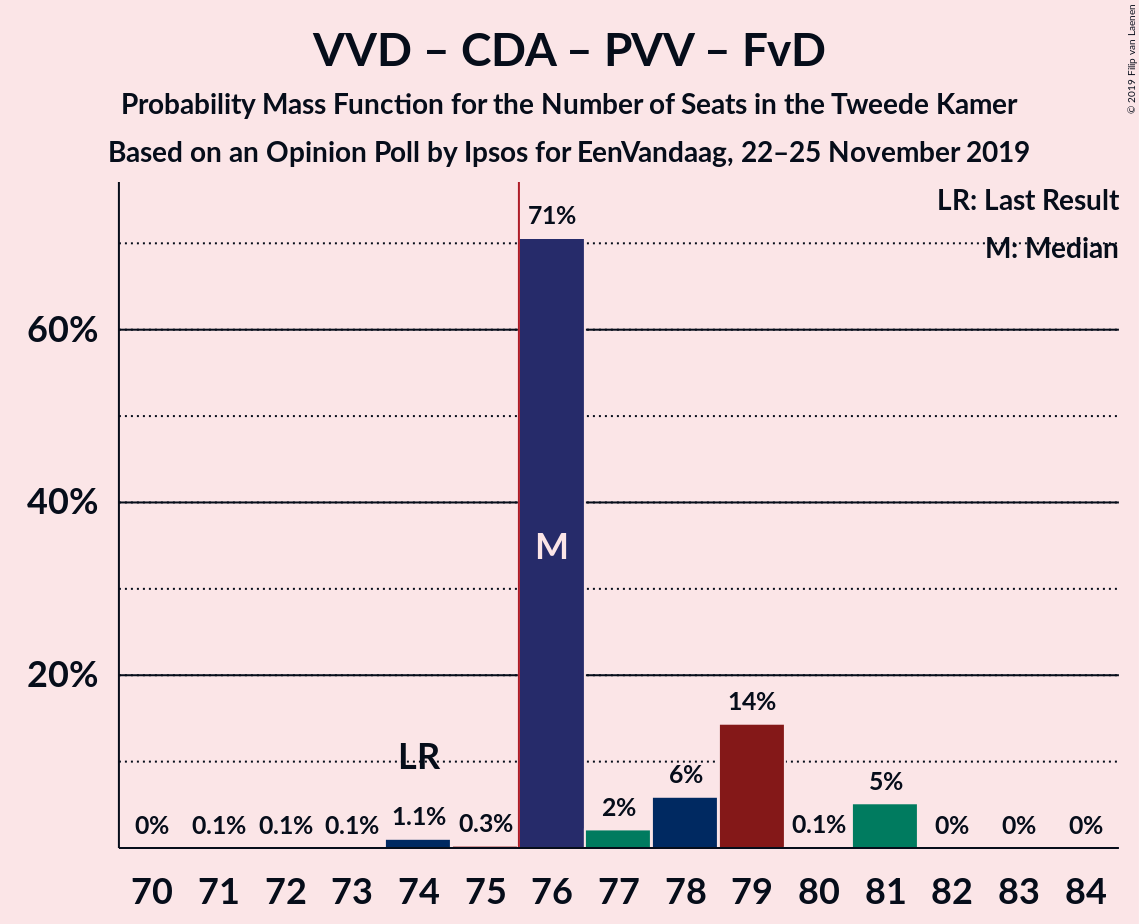 VVD – CDA – PVV – FvD
Probability Mass Function for the Number of Seats in the Tweede Kamer
Based on an Opinion Poll by Ipsos for EenVandaag, 22–25 November 2019
© 2019 Filip van Laenen
LR: Last Result
M: Median
71%
60%
M
40%
20%
14%
LR
6%
5%
2%
0% 0.1% 0.1% 0.1% 1.1% 0.3% 0.1% 0% 0% 0%
70 71 72 73 74 75 76 77 78 79 80 81 82 83 84